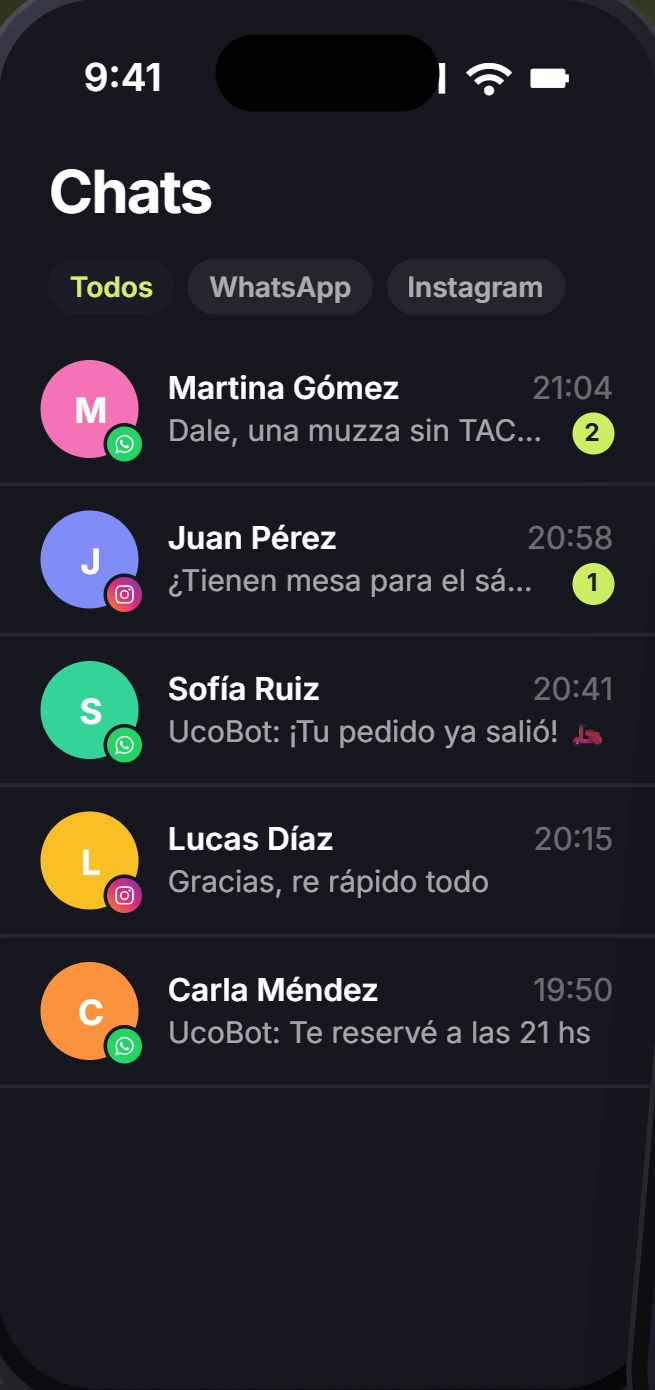 9:41
Chats
Todos WhatsApp Instagram
M Martina Gómez 21:04
Dale, una muzza sin TAC... 2
J Juan Pérez 20:58
¿Tienen mesa para el sá... 1
S Sofía Ruiz 20:41
UcoBot: ¡Tu pedido ya salió! 🛵
L Lucas Díaz 20:15
Gracias, re rápido todo
C Carla Méndez 19:50
UcoBot: Te reservé a las 21 hs